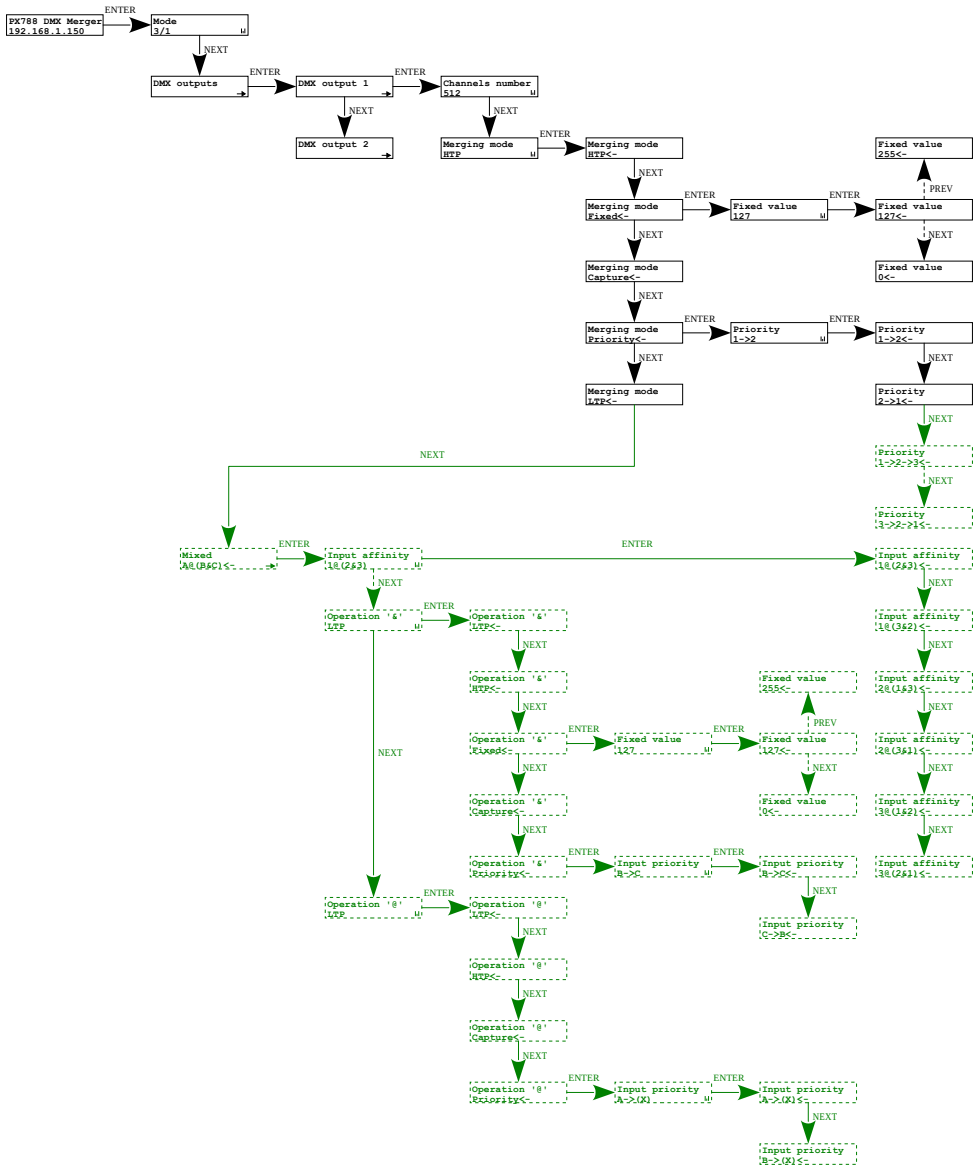 PX788 DMX Merger
192.168.1.150
ENTER
Mode
3/1
NEXT
DMX outputs
ENTER
DMX output 1
ENTER
Channels number
512
NEXT
NEXT
DMX output 2
Merging mode
HTP
ENTER
Merging mode
HTP<-
Fixed value
255<-
NEXT
PREV
Merging mode
Fixed<-
ENTER
Fixed value
127
ENTER
Fixed value
127<-
NEXT
NEXT
Merging mode
Capture<-
Fixed value
0<-
NEXT
Merging mode
Priority<-
ENTER
Priority
1->2
ENTER
Priority
1->2<-
NEXT
NEXT
Merging mode
LTP<-
Priority
2->1<-
NEXT
NEXT
Priority
1->2->3<-
NEXT
Priority
3->2->1<-
Mixed
A@(B&C)<-
ENTER
Input affinity
1@(2&3)
ENTER
Input affinity
1@(2&3)<-
NEXT
NEXT
Operation '&'
LTP
ENTER
Operation '&'
LTP<-
Input affinity
1@(3&2)<-
NEXT
NEXT
Operation '&'
HTP<-
Fixed value
255<-
Input affinity
2@(1&3)<-
NEXT
PREV
NEXT
NEXT
Operation '&'
Fixed<-
ENTER
Fixed value
127
ENTER
Fixed value
127<-
Input affinity
2@(3&1)<-
NEXT
NEXT
NEXT
Operation '&'
Capture<-
Fixed value
0<-
Input affinity
3@(1&2)<-
NEXT
NEXT
Operation '&'
Priority<-
ENTER
Input priority
B->C
ENTER
Input priority
B->C<-
Input affinity
3@(2&1)<-
NEXT
Operation '@'
LTP
ENTER
Operation '@'
LTP<-
Input priority
C->B<-
NEXT
Operation '@'
HTP<-
NEXT
Operation '@'
Capture<-
NEXT
Operation '@'
Priority<-
ENTER
Input priority
A->(X)
ENTER
Input priority
A->(X)<-
NEXT
Input priority
B->(X)<-